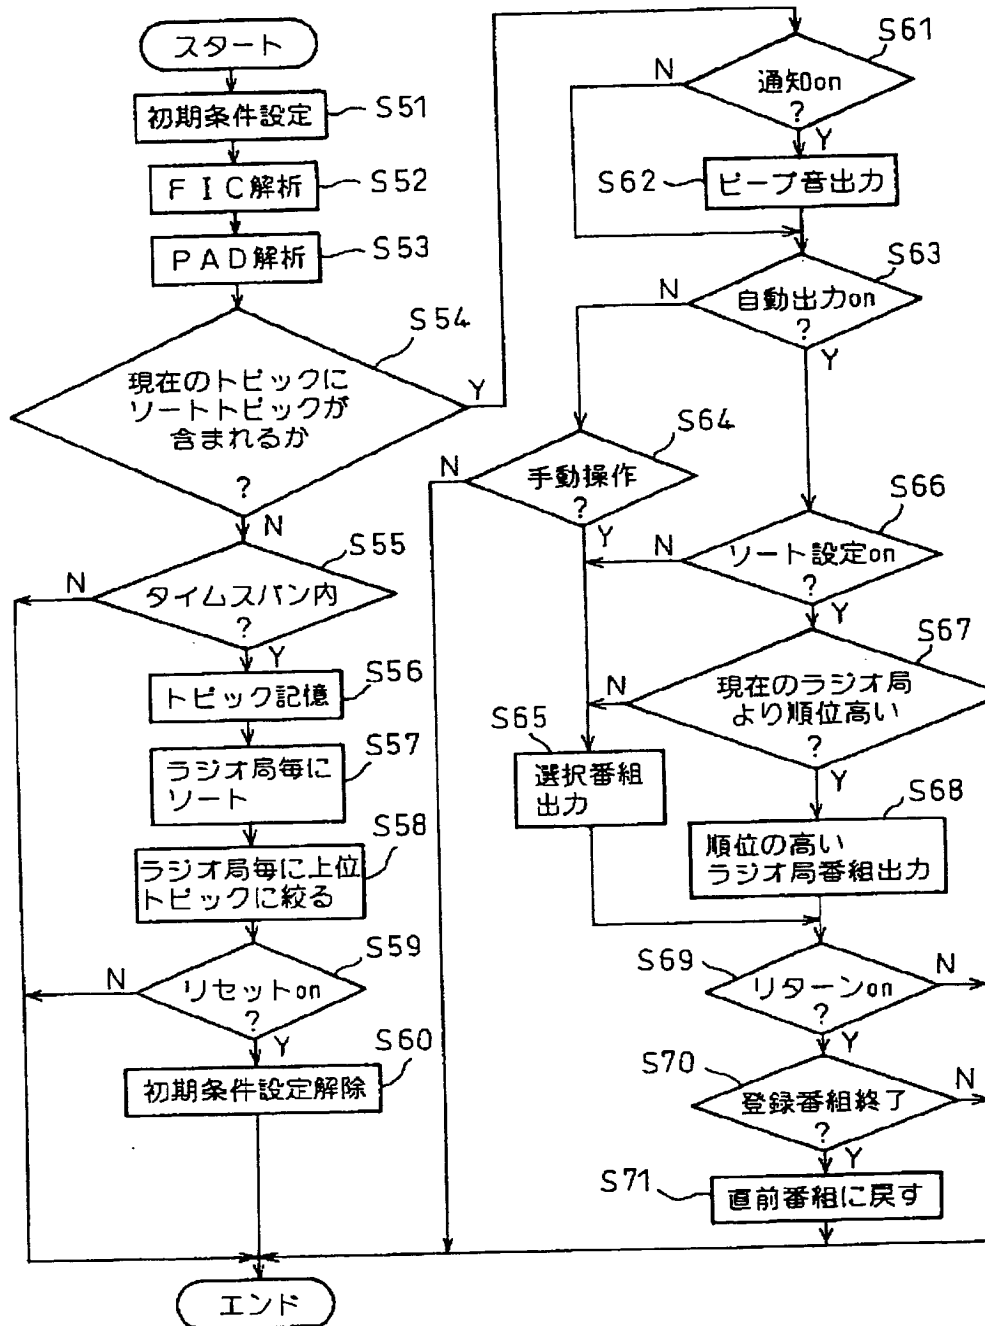 スタート
初期条件設定
S51
FIC解析
S52
PAD解析
S53
S54
現在のトピックに
ソートトピックが
含まれるか
?
Y
N
S55
タイムスパン内
?
N
Y
S56
トピック記憶
S57
ラジオ局毎に
ソート
S58
ラジオ局毎に上位
トピックに絞る
S59
リセットon
?
N
Y
S60
初期条件設定解除
エンド
S61
通知on
?
N
Y
S62
ピープ音出力
S63
自動出力on
?
N
Y
S64
手動操作
?
N
Y
S66
ソート設定on
?
N
Y
S67
現在のラジオ局
より順位高い
?
N
Y
S65
選択番組
出力
S68
順位の高い
ラジオ局番組出力
S69
リターンon
?
N
Y
S70
登録番組終了
?
N
Y
S71
直前番組に戻す